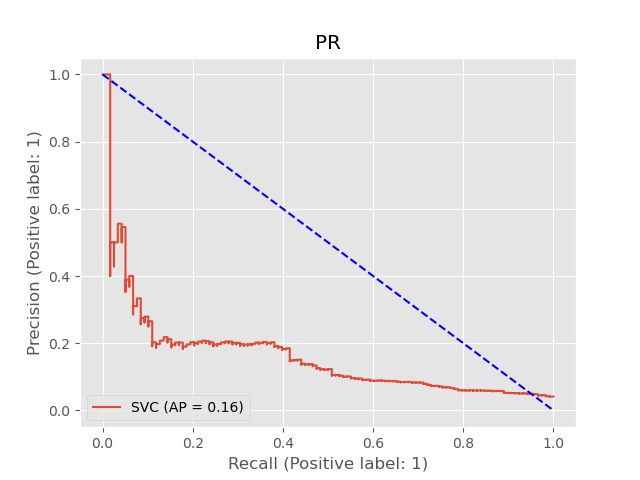 PR
Precision (Positive label: 1)
1.0
0.8
0.6
0.4
0.2
0.0
SVC (AP = 0.16)
0.0 0.2 0.4 0.6 0.8 1.0
Recall (Positive label: 1)